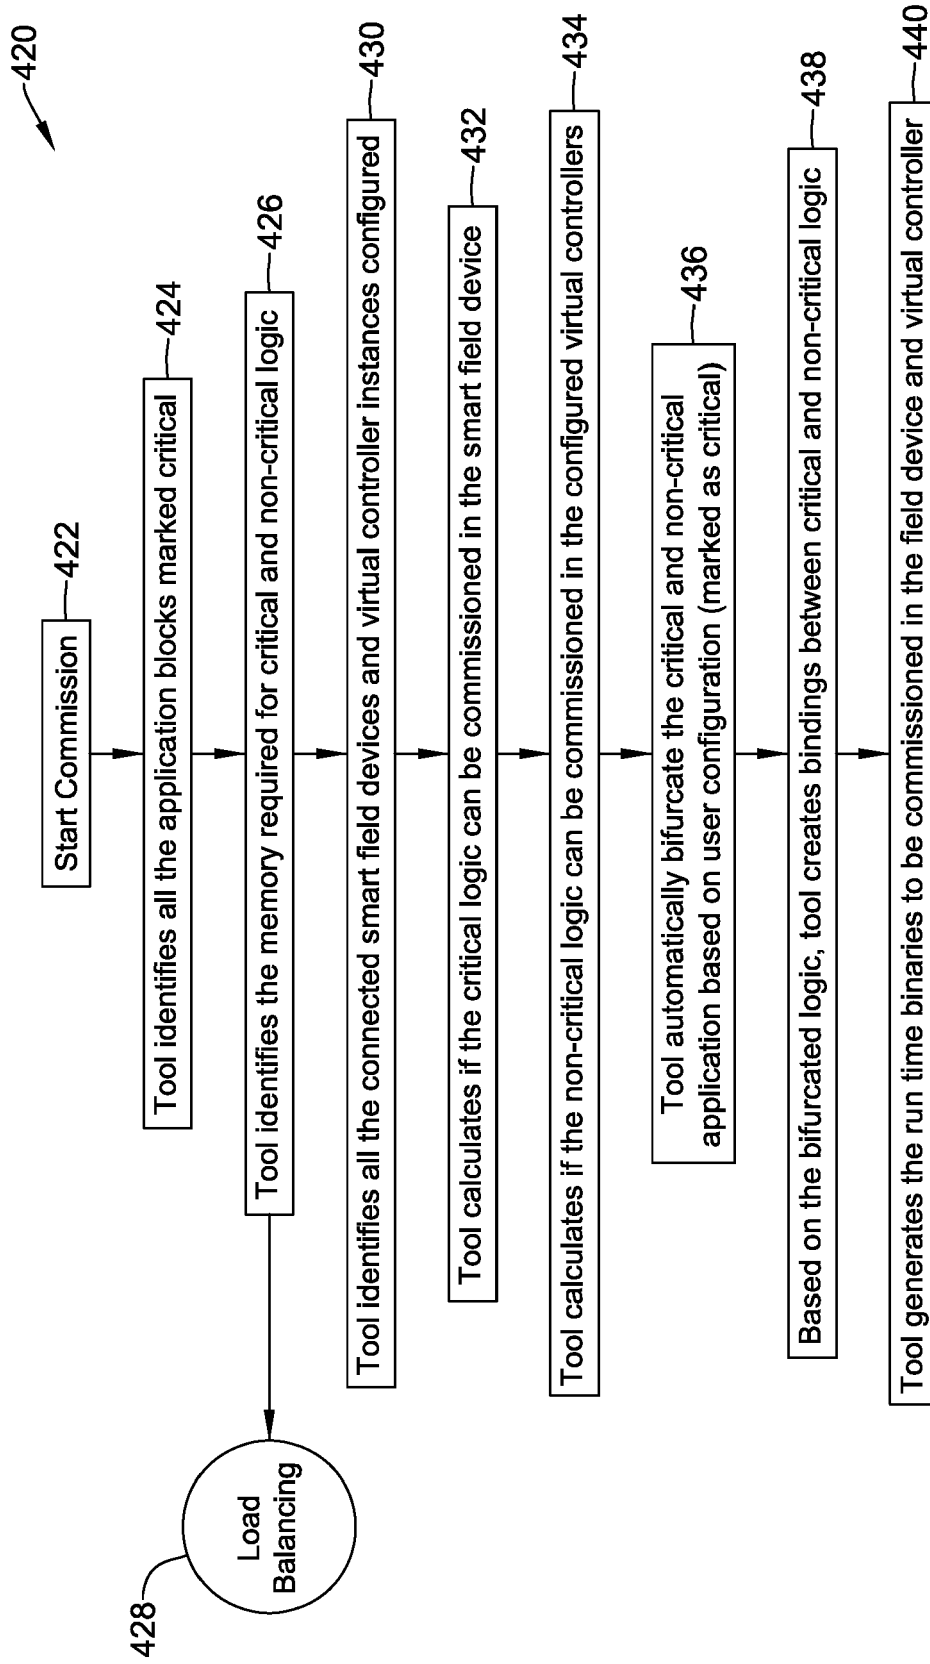 420
Start Commission
422
Tool identifies all the application blocks marked critical
424
Tool identifies the memory required for critical and non-critical logic
426
Load
Balancing
428
Tool identifies all the connected smart field devices and virtual controller instances configured
430
Tool calculates if the critical logic can be commissioned in the smart field device
432
Tool calculates if the non-critical logic can be commissioned in the configured virtual controllers
434
Tool automatically bifurcate the critical and non-critical
application based on user configuration (marked as critical)
436
Based on the bifurcated logic, tool creates bindings between critical and non-critical logic
438
Tool generates the run time binaries to be commissioned in the field device and virtual controller
440